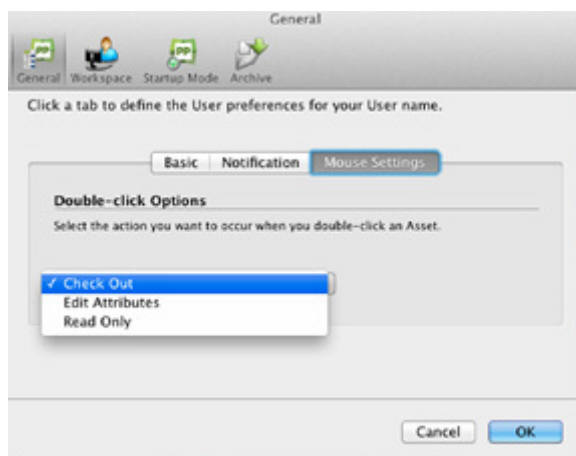 General
General Workspace Startup Mode Archive
Click a tab to define the User preferences for your User name.
Basic Notification Mouse Settings
Double-click Options
Select the action you want to occur when you double-click an Asset.
✓ Check Out
Edit Attributes
Read Only
Cancel OK